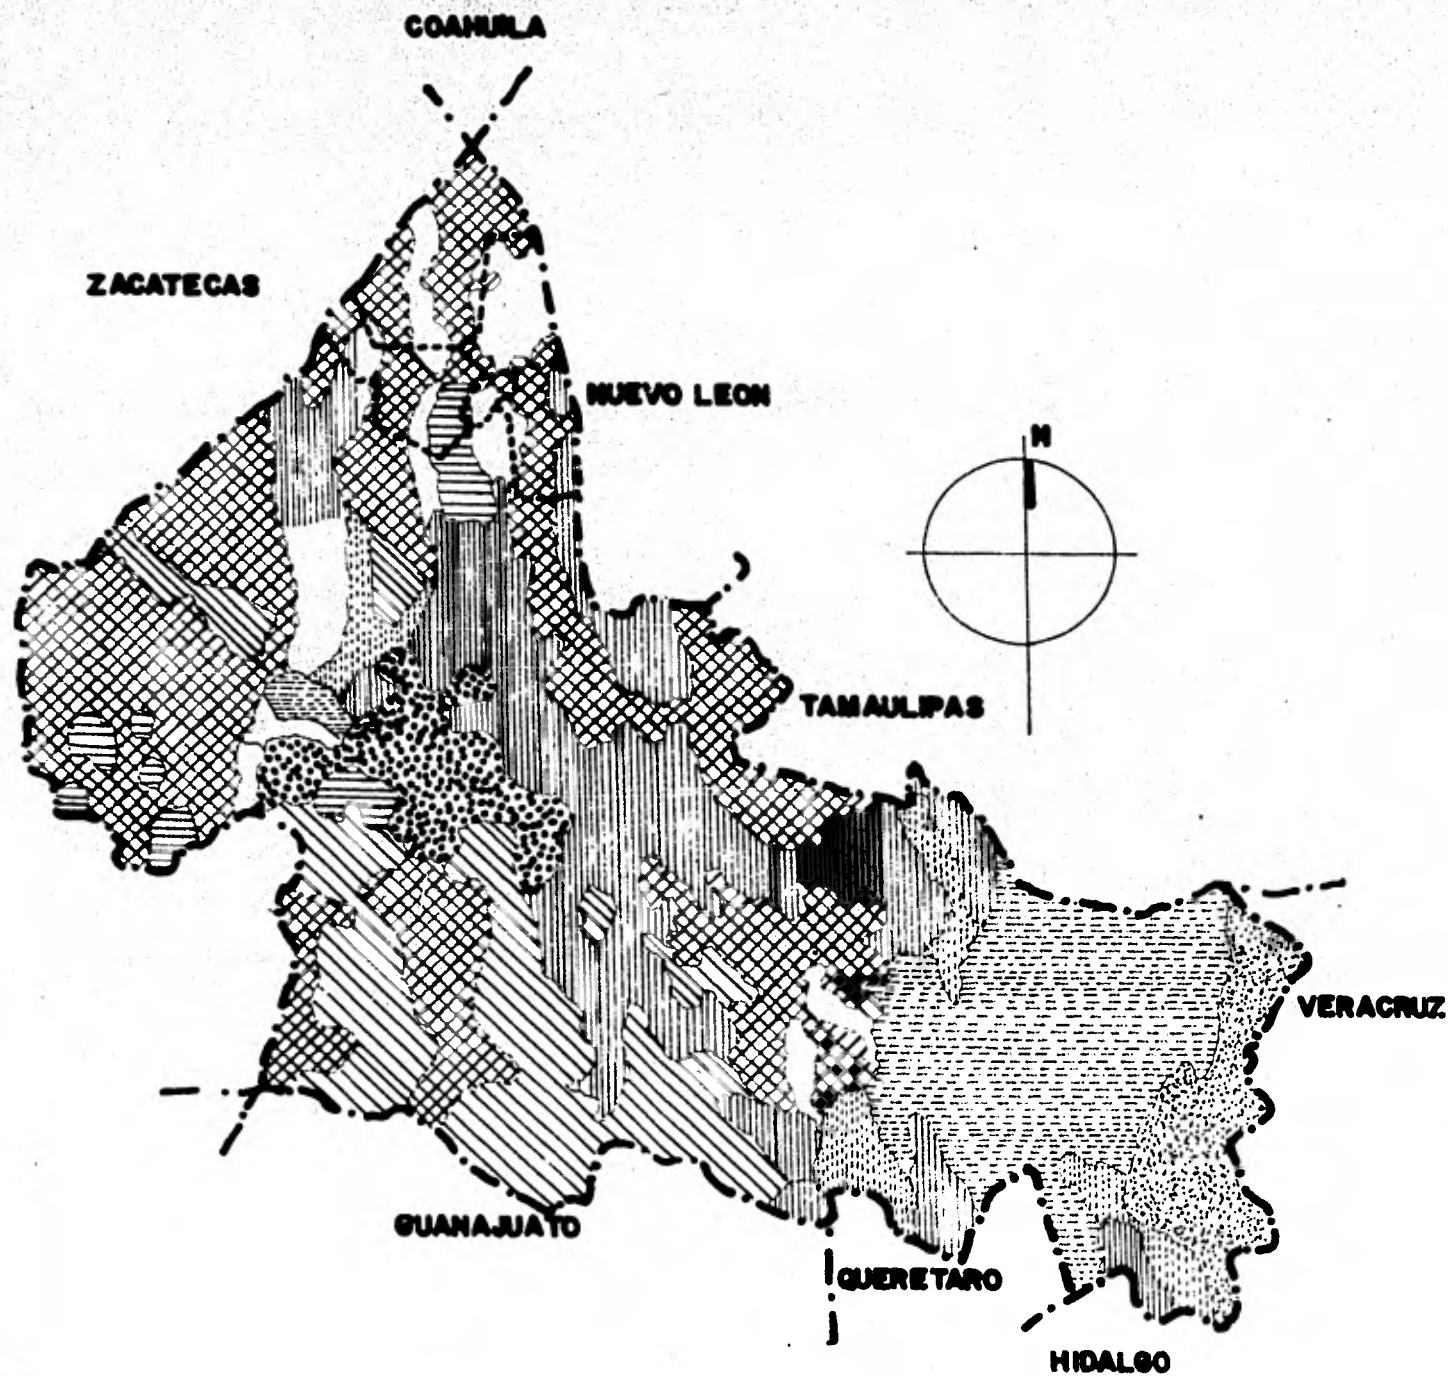 COAHUILA
ZACATECAS
NUEVO LEON
N
TAMAULIPAS
VERACRUZ
GUANAJUATO
QUERETARO
HIDALGO